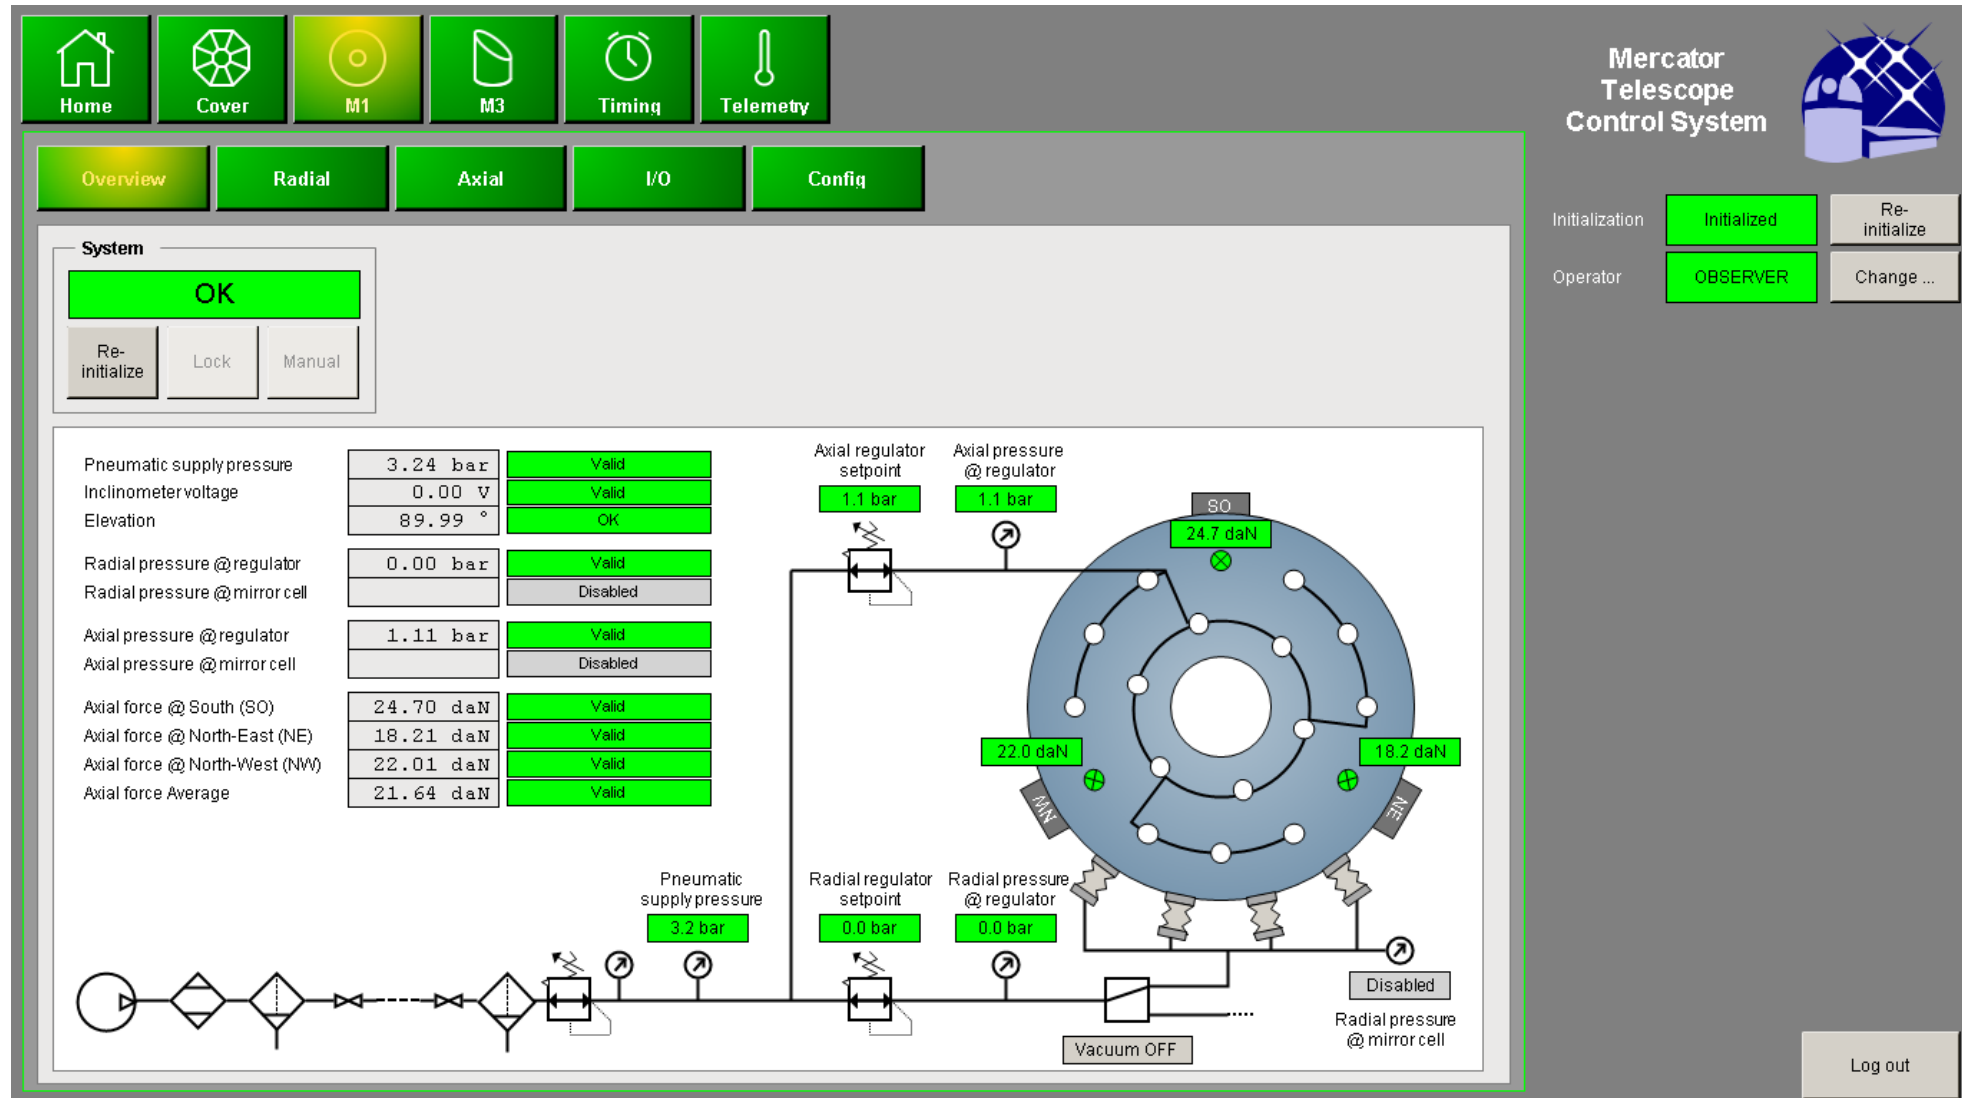 Home
Cover
M1
M3
Timing
Telemetry
Mercator
Telescope
Control System
Overview
Radial
Axial
I/O
Config
Initialization
Initialized
Re-
initialize
Operator
OBSERVER
Change ...
System
OK
Re-
initialize
Lock
Manual
Pneumatic supply pressure
3.24 bar
Valid
Inclinometer voltage
0.00 V
Valid
Elevation
89.99 °
OK
Radial pressure @ regulator
0.00 bar
Valid
Radial pressure @ mirror cell
Disabled
Axial pressure @ regulator
1.11 bar
Valid
Axial pressure @ mirror cell
Disabled
Axial force @ South (SO)
24.70 daN
Valid
Axial force @ North-East (NE)
18.21 daN
Valid
Axial force @ North-West (NW)
22.01 daN
Valid
Axial force Average
21.64 daN
Valid
Axial regulator
setpoint
1.1 bar
Axial pressure
@ regulator
1.1 bar
SO
24.7 daN
22.0 daN
18.2 daN
NW
NE
Pneumatic
supply pressure
3.2 bar
Radial regulator
setpoint
0.0 bar
Radial pressure
@ regulator
0.0 bar
Disabled
Radial pressure
@ mirror cell
Vacuum OFF
Log out